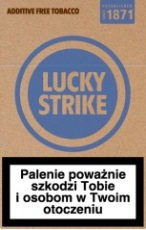 ADDITIVE FREE TOBACCO
ESTABLISHED
1871
LUCKY
STRIKE
Palenie poważnie
szkodzi Tobie
i osobom w Twoim
otoczeniu